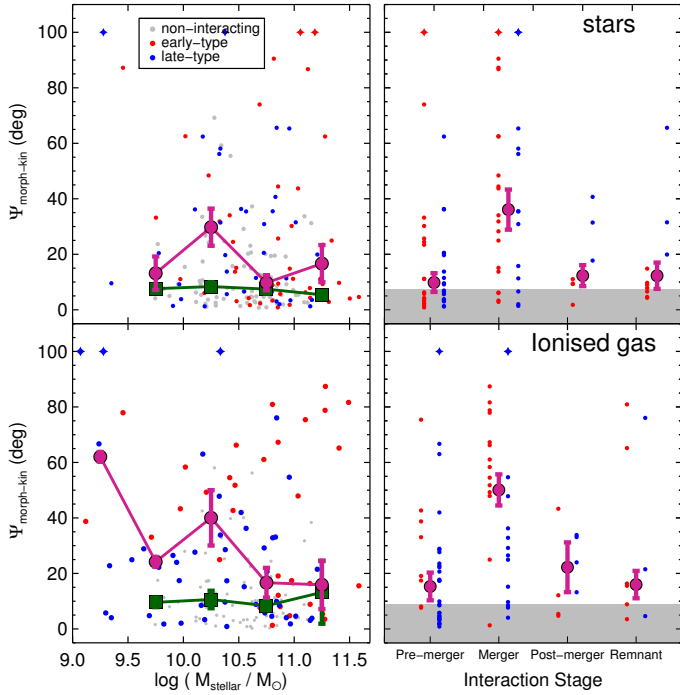 stars
non-interacting
early-type
late-type
100
80
60
40
20
0
Ψmorph-kin (deg)
Ionised gas
100
80
60
40
20
0
Ψmorph-kin (deg)
9.0 9.5 10.0 10.5 11.0 11.5
log ( Mstellar / M⊙)
Pre-merger Merger Post-merger Remnant
Interaction Stage